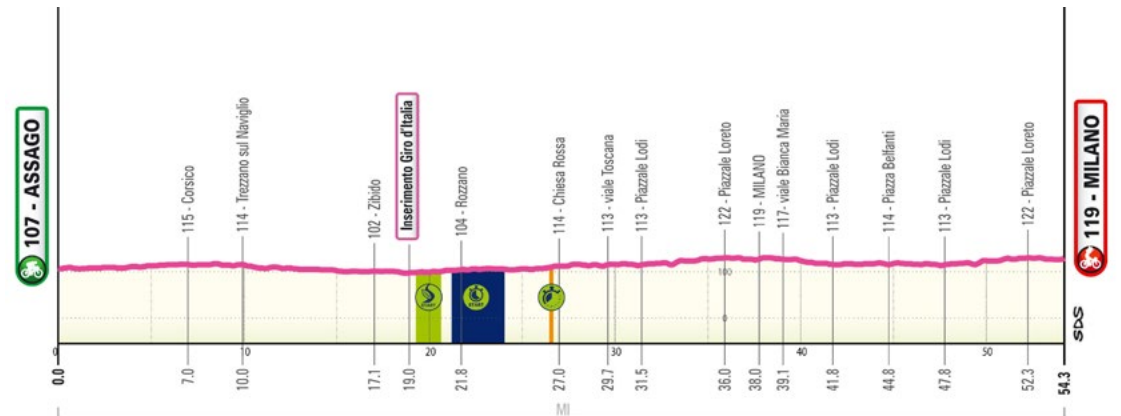 107 - ASSAGO
115 - Corsico
114 - Trezzano sul Naviglio
102 - Zibido
Inserimento Giro d'Italia
104 - Rozzano
114 - Chiesa Rossa
113 - viale Toscana
113 - Piazzale Lodi
122 - Piazzale Loreto
119 - MILANO
117- viale Bianca Maria
113 - Piazzale Lodi
114 - Piazza Belfanti
113 - Piazzale Lodi
122 - Piazzale Loreto
119 - MILANO
100
0
START
START
SDS
0 10 20 30 40 50
0.0 7.0 10.0 17.1 19.0 21.8 27.0 29.7 31.5 36.0 38.0 39.1 41.8 44.8 47.8 52.3 54.3
MI